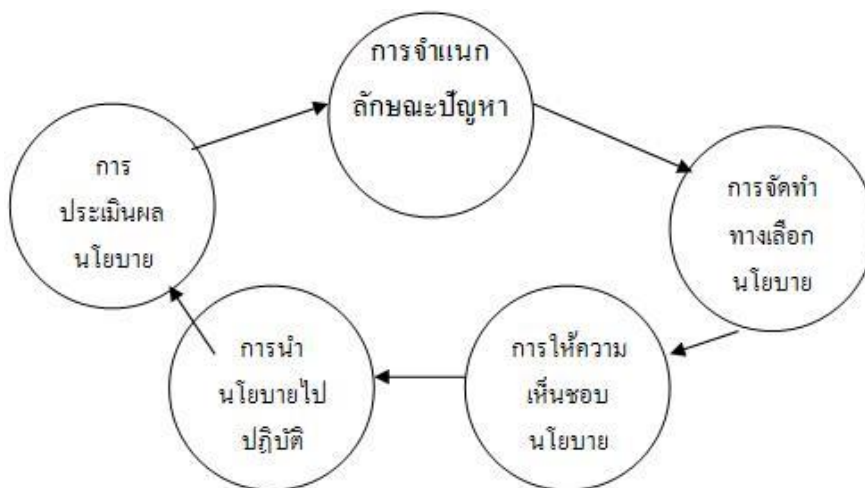 การจำแนก
ลักษณะปัญหา
การจัดทำ
ทางเลือก
นโยบาย
การให้ความ
เห็นชอบ
นโยบาย
การนำ
นโยบายไป
ปฏิบัติ
การ
ประเมินผล
นโยบาย